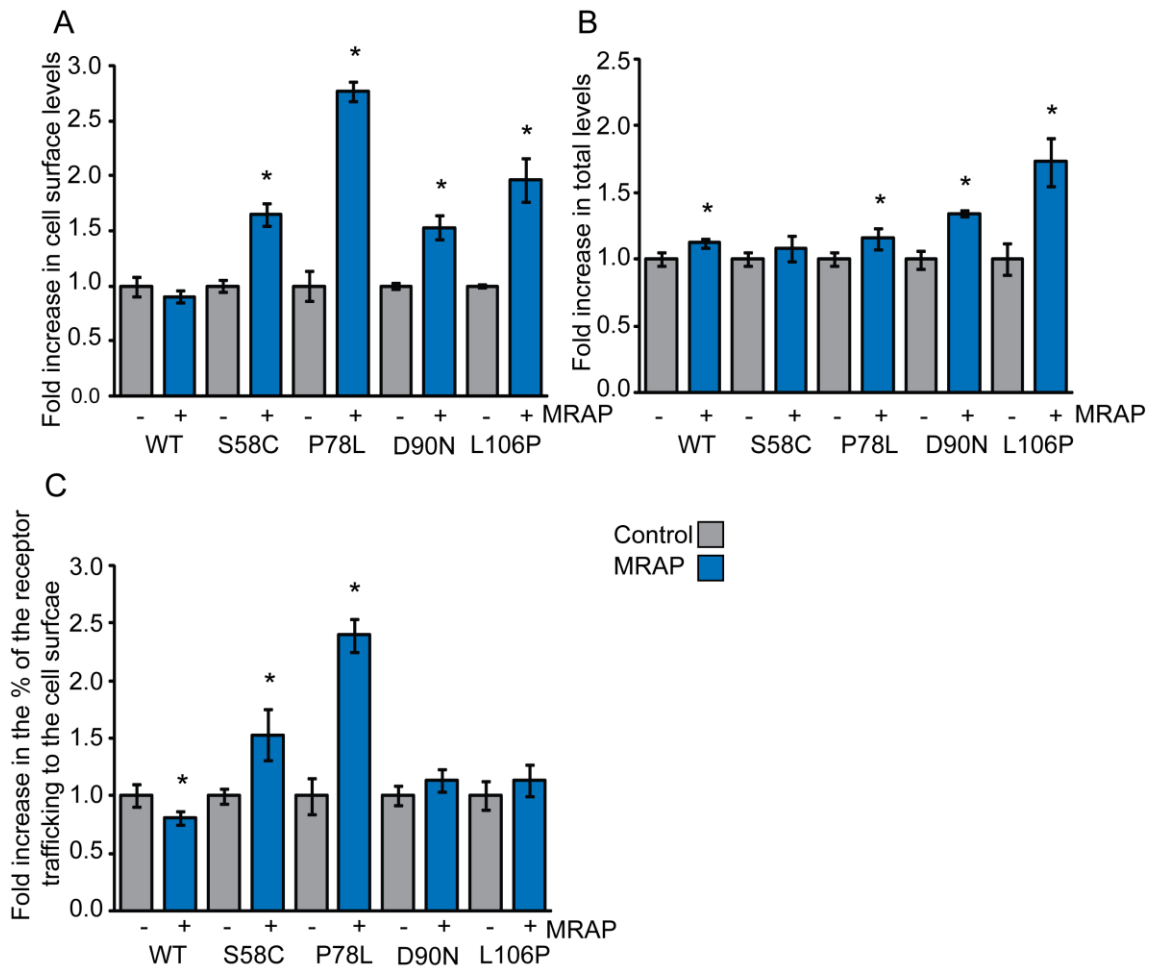 A
Fold increase in cell surface levels
3.0
2.5
2.0
1.5
1.0
0.5
0.0
* * * *
- + - + - + - + - + MRAP
WT S58C P78L D90N L106P
B
Fold increase in total levels
2.5
2.0
1.5
1.0
0.5
0.0
* * * *
- + - + - + - + - + MRAP
WT S58C P78L D90N L106P
C
Fold increase in the % of the receptor
trafficking to the cell surfcae
3.0
2.5
2.0
1.5
1.0
0.5
0.0
* * *
- + - + - + - + - + MRAP
WT S58C P78L D90N L106P
Control
MRAP